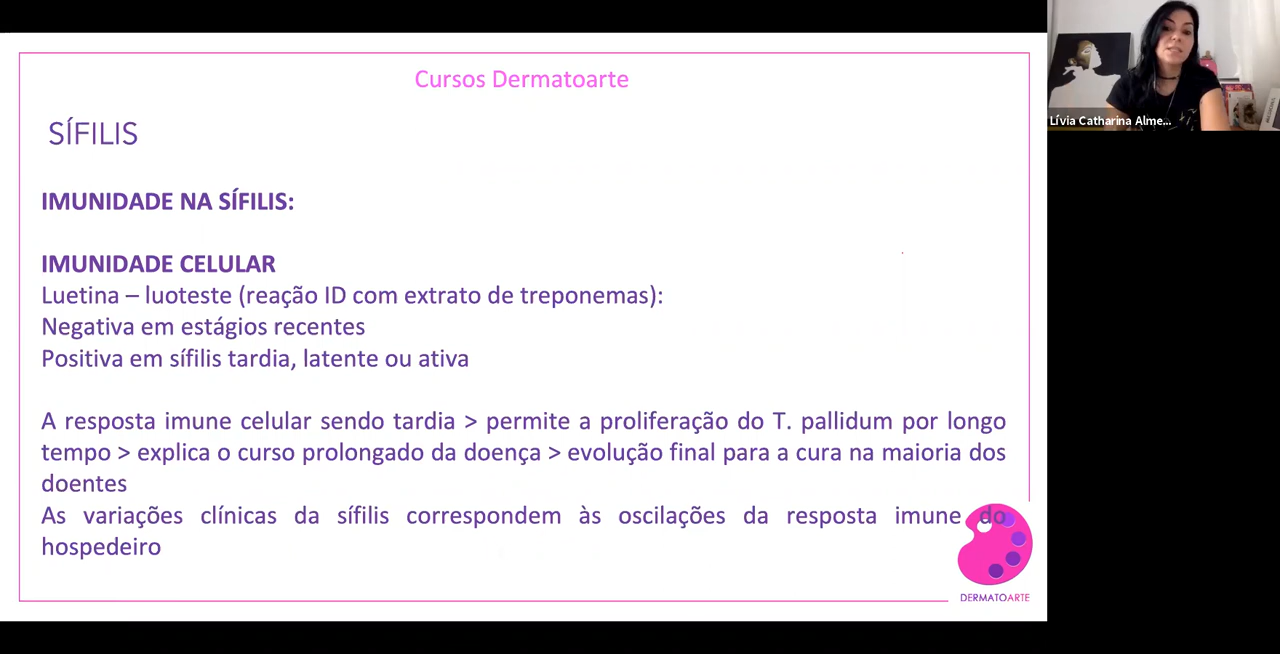 Cursos Dermatoarte
SÍFILIS
IMUNIDADE NA SÍFILIS:
IMUNIDADE CELULAR
Luetina – luoteste (reação ID com extrato de treponemas):
Negativa em estágios recentes
Positiva em sífilis tardia, latente ou ativa
A resposta imune celular sendo tardia > permite a proliferação do T. pallidum por longo
tempo > explica o curso prolongado da doença > evolução final para a cura na maioria dos
doentes
As variações clínicas da sífilis correspondem às oscilações da resposta imune do
hospedeiro
DERMATOARTE
Lívia Catharina Alme...